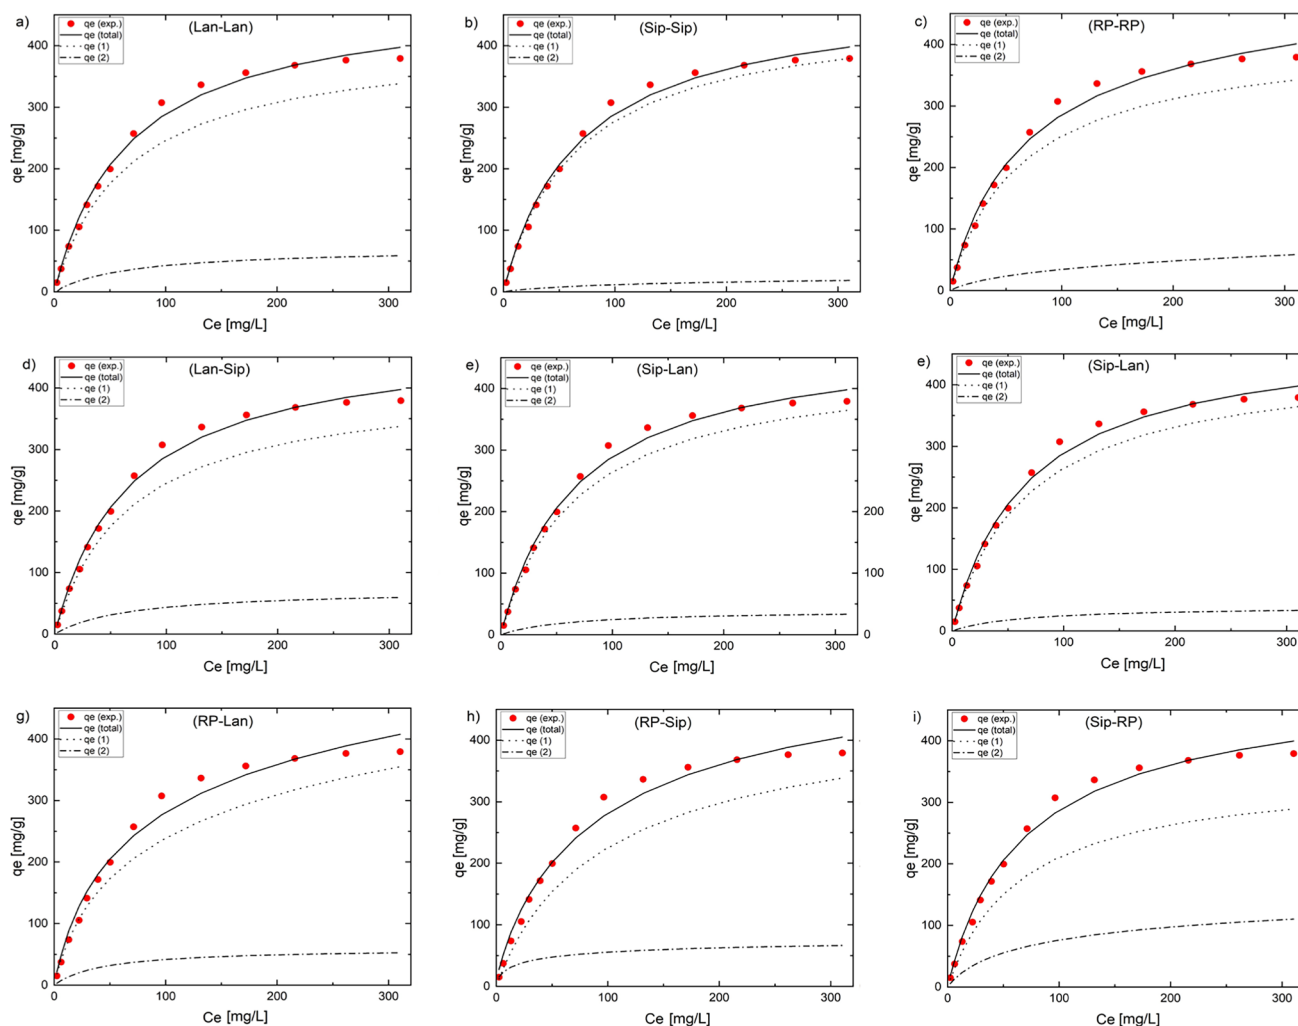 a)
(Lan-Lan)
qe (exp.)
qe (total)
qe (1)
qe (2)
400
300
200
100
0
qe [mg/g]
0 100 200 300
Ce [mg/L]
b)
(Sip-Sip)
qe (exp.)
qe (total)
qe (1)
qe (2)
400
300
200
100
0
qe [mg/g]
0 100 200 300
Ce [mg/L]
c)
(RP-RP)
qe (exp.)
qe (total)
qe (1)
qe (2)
400
300
200
100
0
qe [mg/g]
0 100 200 300
Ce [mg/L]
d)
(Lan-Sip)
qe (exp.)
qe (total)
qe (1)
qe (2)
400
300
200
100
0
qe [mg/g]
0 100 200 300
Ce [mg/L]
e)
(Sip-Lan)
qe (exp.)
qe (total)
qe (1)
qe (2)
400
300
200
100
0
qe [mg/g]
200
100
0
0 100 200 300
Ce [mg/L]
e)
(Sip-Lan)
qe (exp.)
qe (total)
qe (1)
qe (2)
400
300
200
100
0
qe [mg/g]
0 100 200 300
Ce [mg/L]
g)
(RP-Lan)
qe (exp.)
qe (total)
qe (1)
qe (2)
400
300
200
100
0
qe [mg/g]
0 100 200 300
Ce [mg/L]
h)
(RP-Sip)
qe (exp.)
qe (total)
qe (1)
qe (2)
400
300
200
100
0
qe [mg/g]
0 100 200 300
Ce [mg/L]
i)
(Sip-RP)
qe (exp.)
qe (total)
qe (1)
qe (2)
400
300
200
100
0
qe [mg/g]
0 100 200 300
Ce [mg/L]